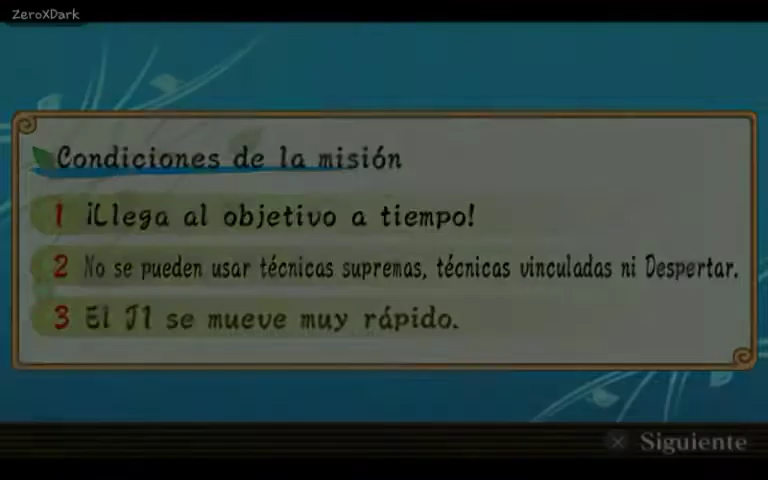 ZeroXDark
Condiciones de la misión
1 ¡Llega al objetivo a tiempo!
2 No se pueden usar técnicas supremas, técnicas vinculadas ni Despertar.
3 El J1 se mueve muy rápido.
× Siguiente